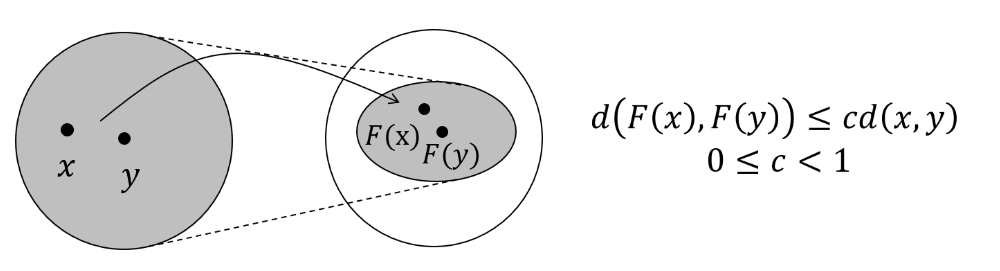 x
y
F(x)
F(y)
d(F(x), F(y)) ≤ cd(x, y)
0 ≤ c < 1